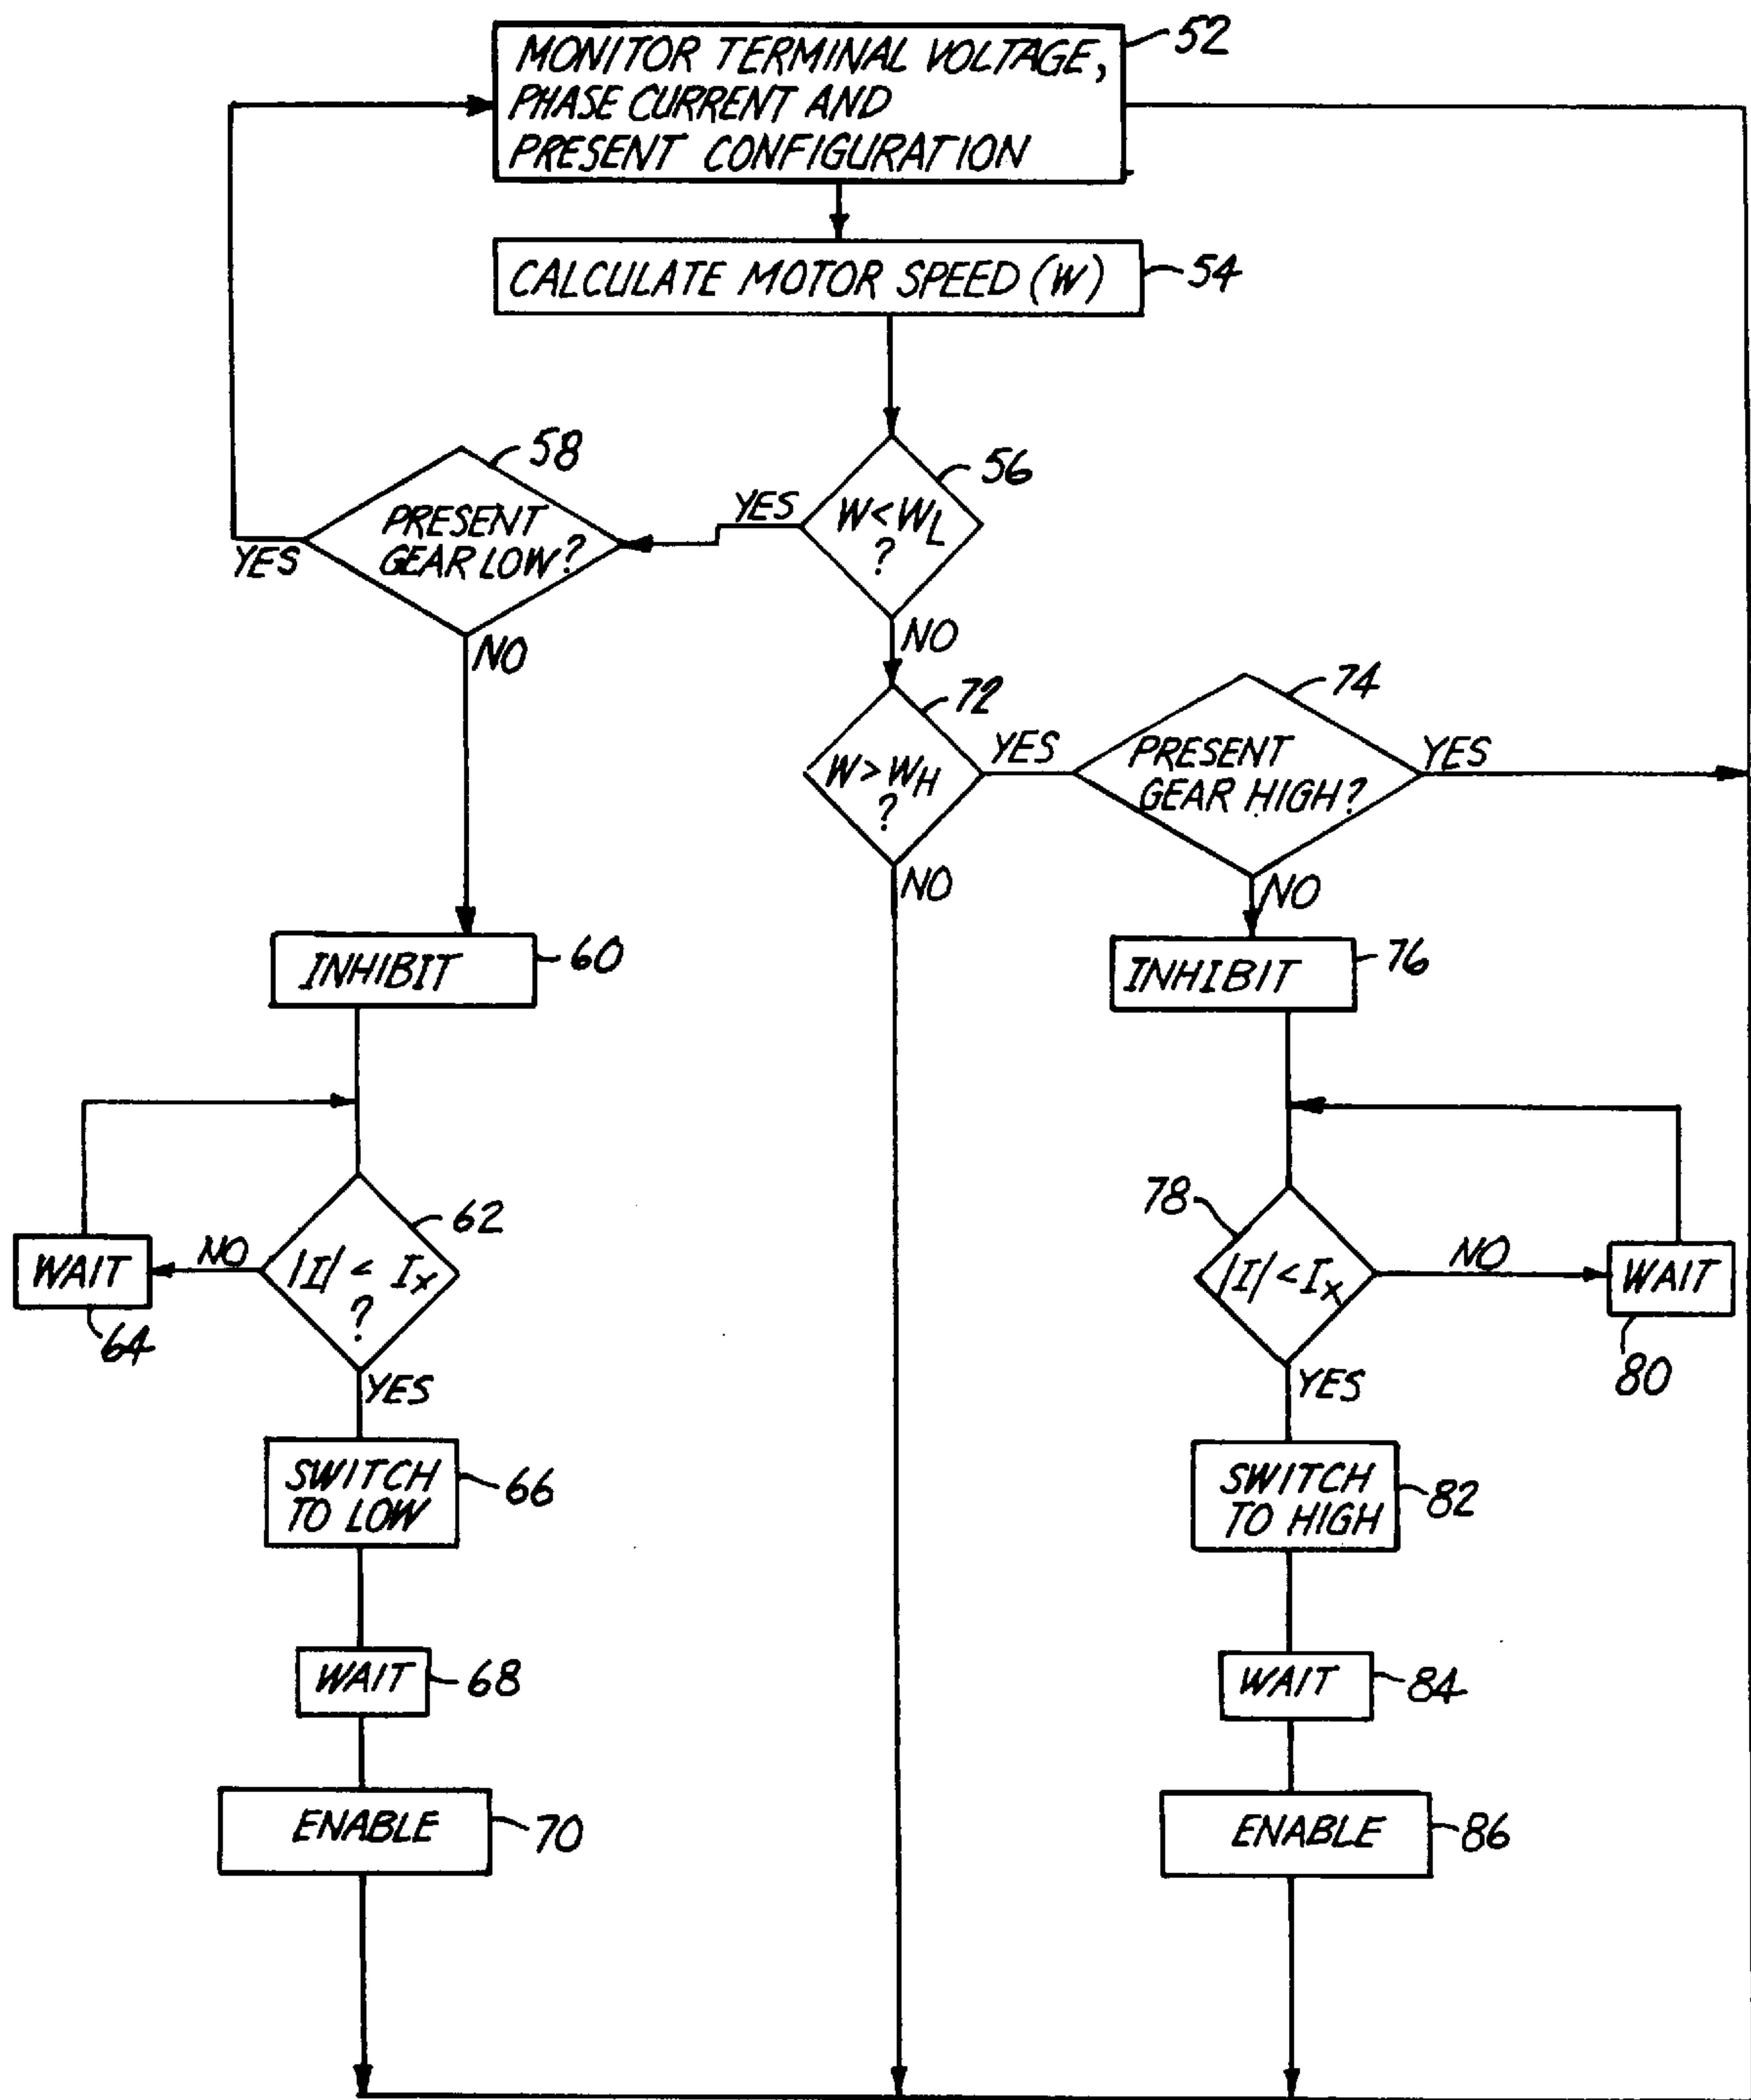 MONITOR TERMINAL VOLTAGE,
PHASE CURRENT AND
PRESENT CONFIGURATION
52
CALCULATE MOTOR SPEED (W)
54
58
PRESENT
GEAR LOW?
YES
NO
YES
56
W<WL
?
NO
72
W>WH
?
YES
NO
74
PRESENT
GEAR HIGH?
YES
NO
INHIBIT
60
INHIBIT
76
62
|I| < Ix
?
NO
WAIT
64
YES
78
|I| <Ix
NO
WAIT
80
YES
SWITCH
TO LOW
66
SWITCH
TO HIGH
82
WAIT
68
WAIT
84
ENABLE
70
ENABLE
86